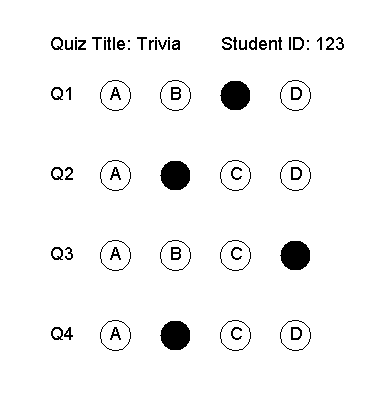 Quiz Title: Trivia Student ID: 123
Q1 A B D
Q2 A C D
Q3 A B C
Q4 A C D